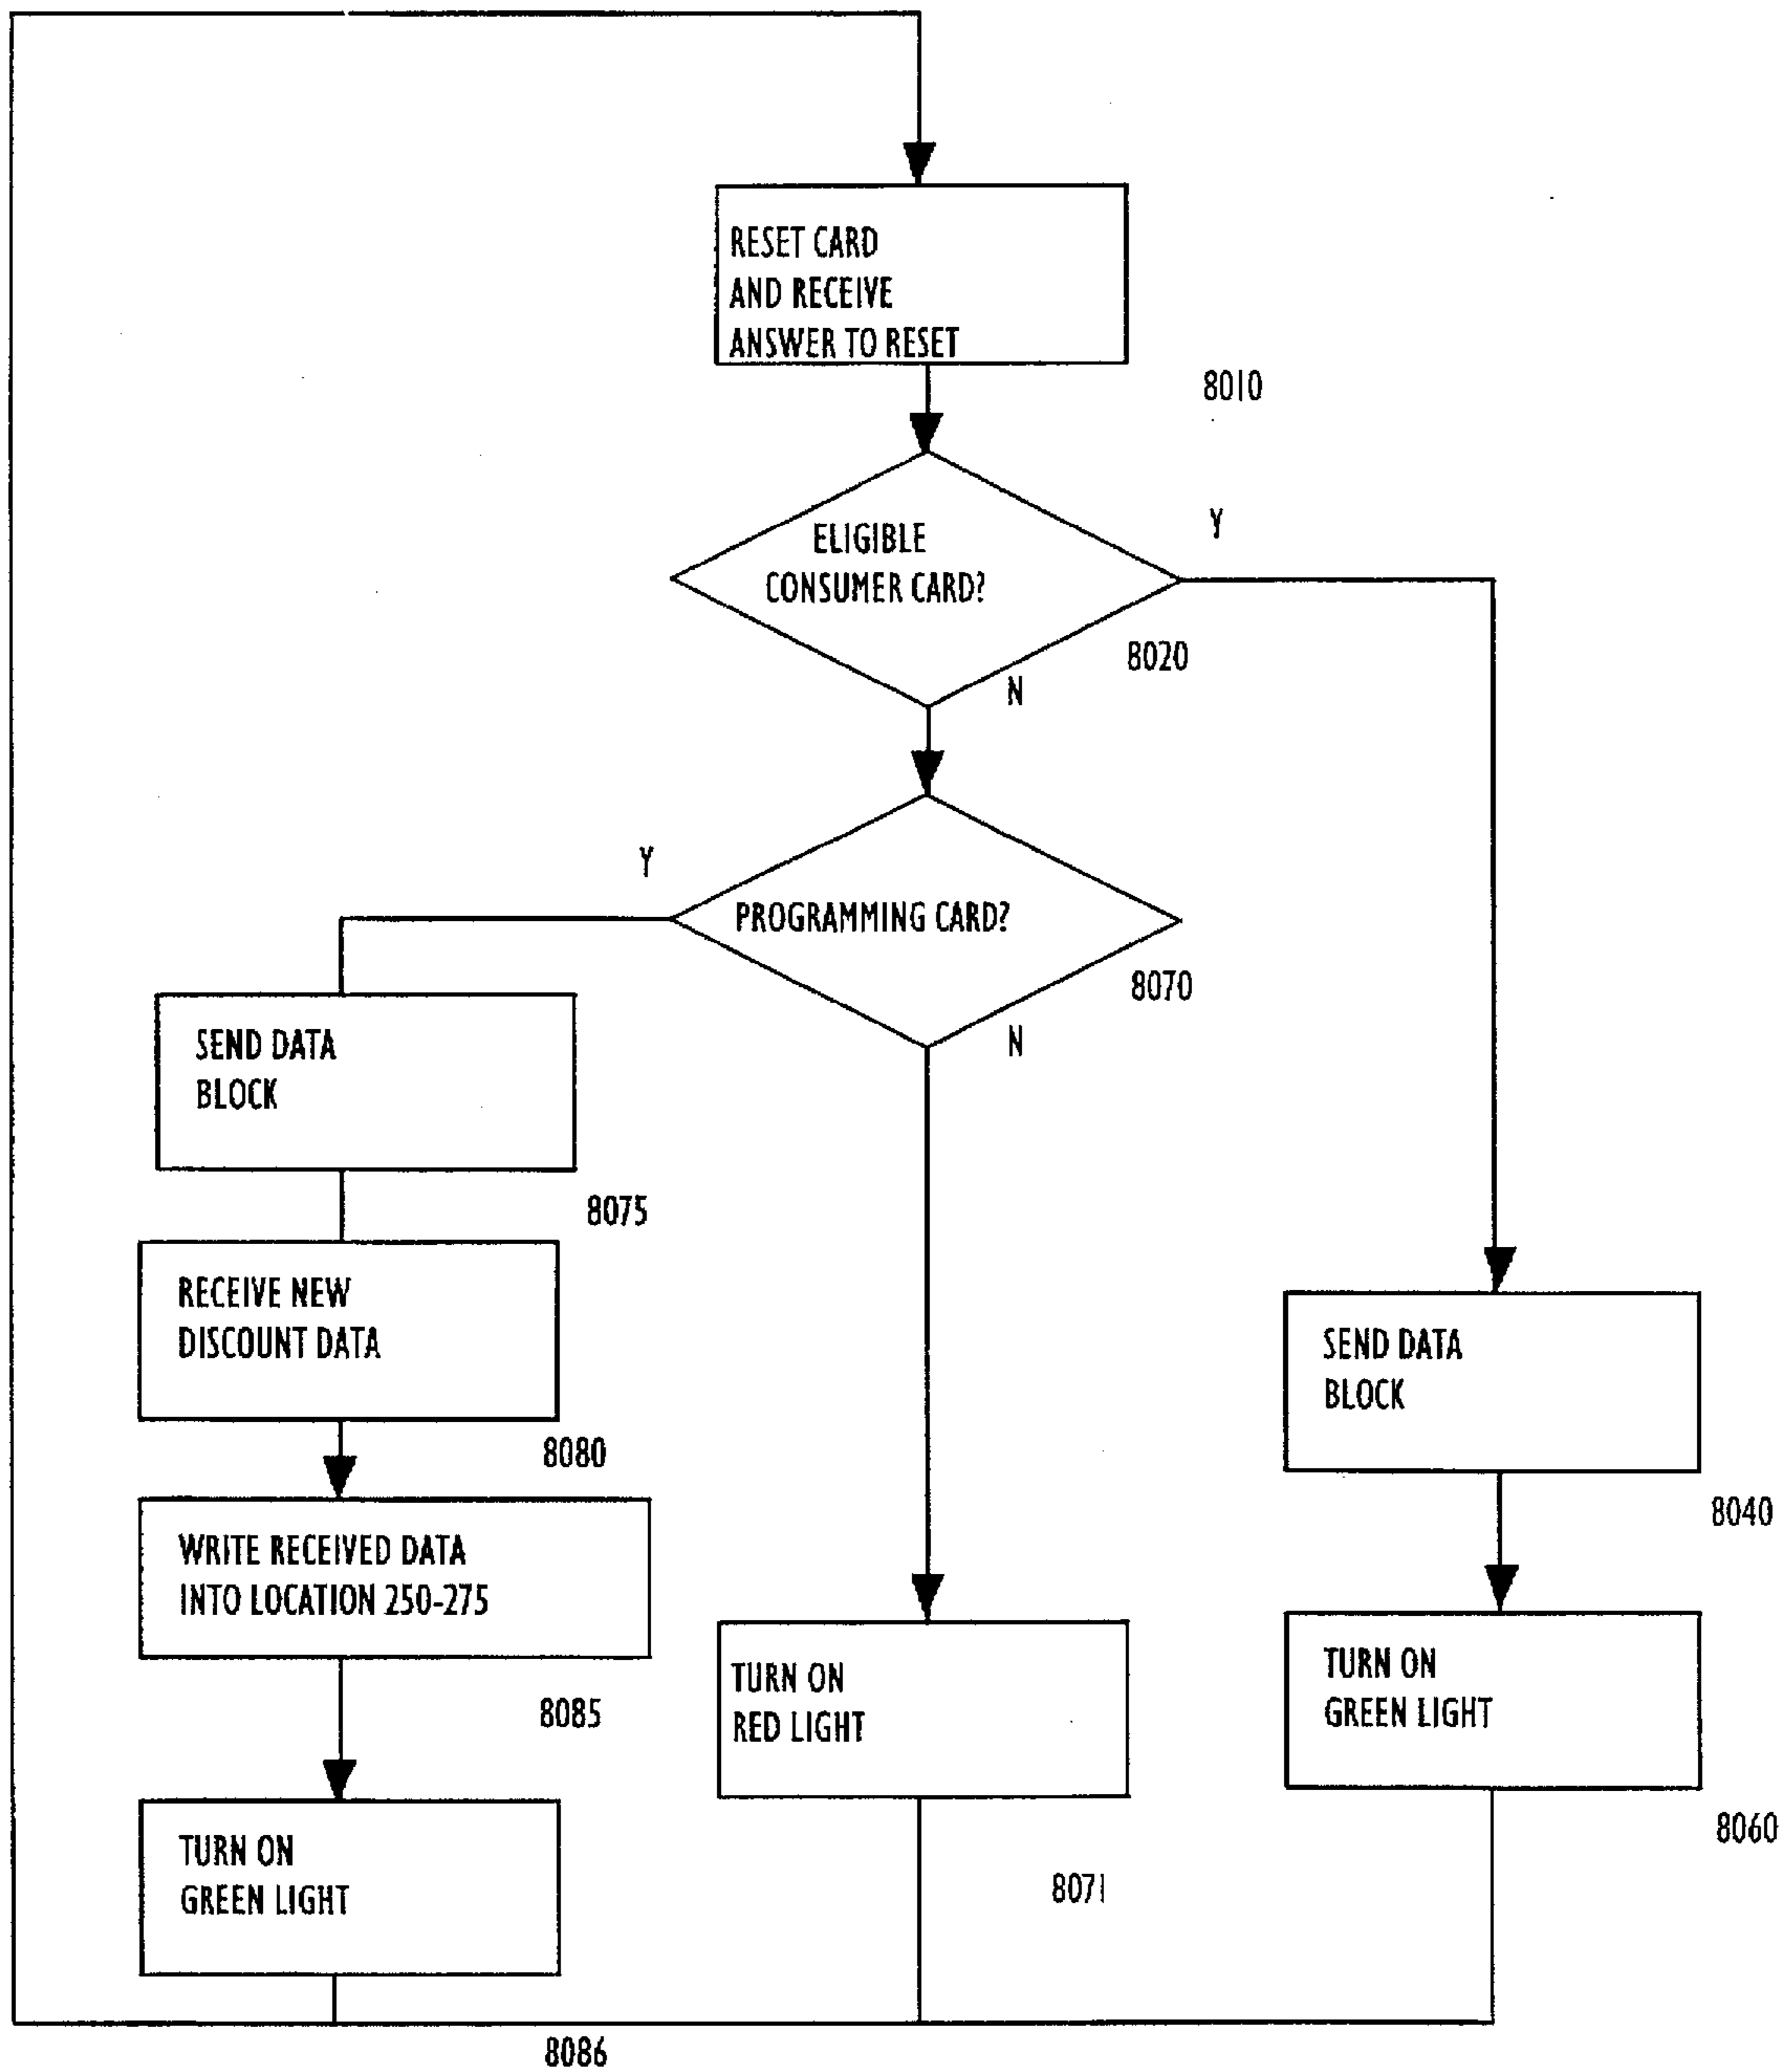 RESET CARD
AND RECEIVE
ANSWER TO RESET
8010
ELIGIBLE
CONSUMER CARD?
Y
8020
N
PROGRAMMING CARD?
Y
8070
N
SEND DATA
BLOCK
8075
RECEIVE NEW
DISCOUNT DATA
8080
WRITE RECEIVED DATA
INTO LOCATION 250-275
8085
TURN ON
GREEN LIGHT
8086
TURN ON
RED LIGHT
8071
SEND DATA
BLOCK
8040
TURN ON
GREEN LIGHT
8060